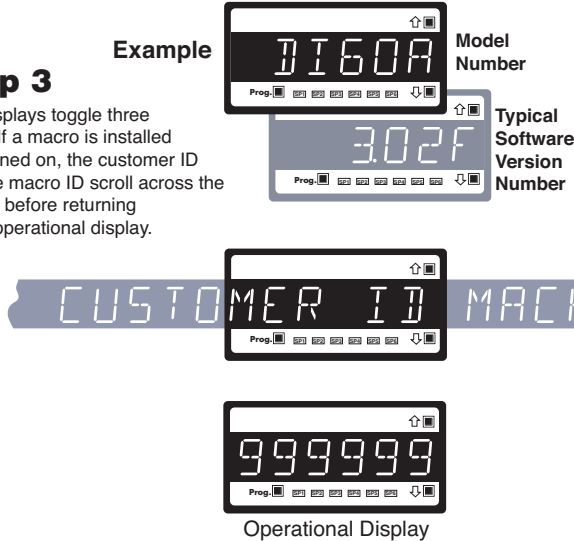 Example
DI60A
Prog. SP1 SP2 SP3 SP4 SP5 SP6
Model
Number
p 3
splays toggle three
If a macro is installed
ned on, the customer ID
e macro ID scroll across the
before returning
operational display.
3.02F
Prog. SP1 SP2 SP3 SP4 SP5 SP6
Typical
Software
Version
Number
CUSTOMER ID MAC
Prog. SP1 SP2 SP3 SP4 SP5 SP6
999999
Prog. SP1 SP2 SP3 SP4 SP5 SP6
Operational Display